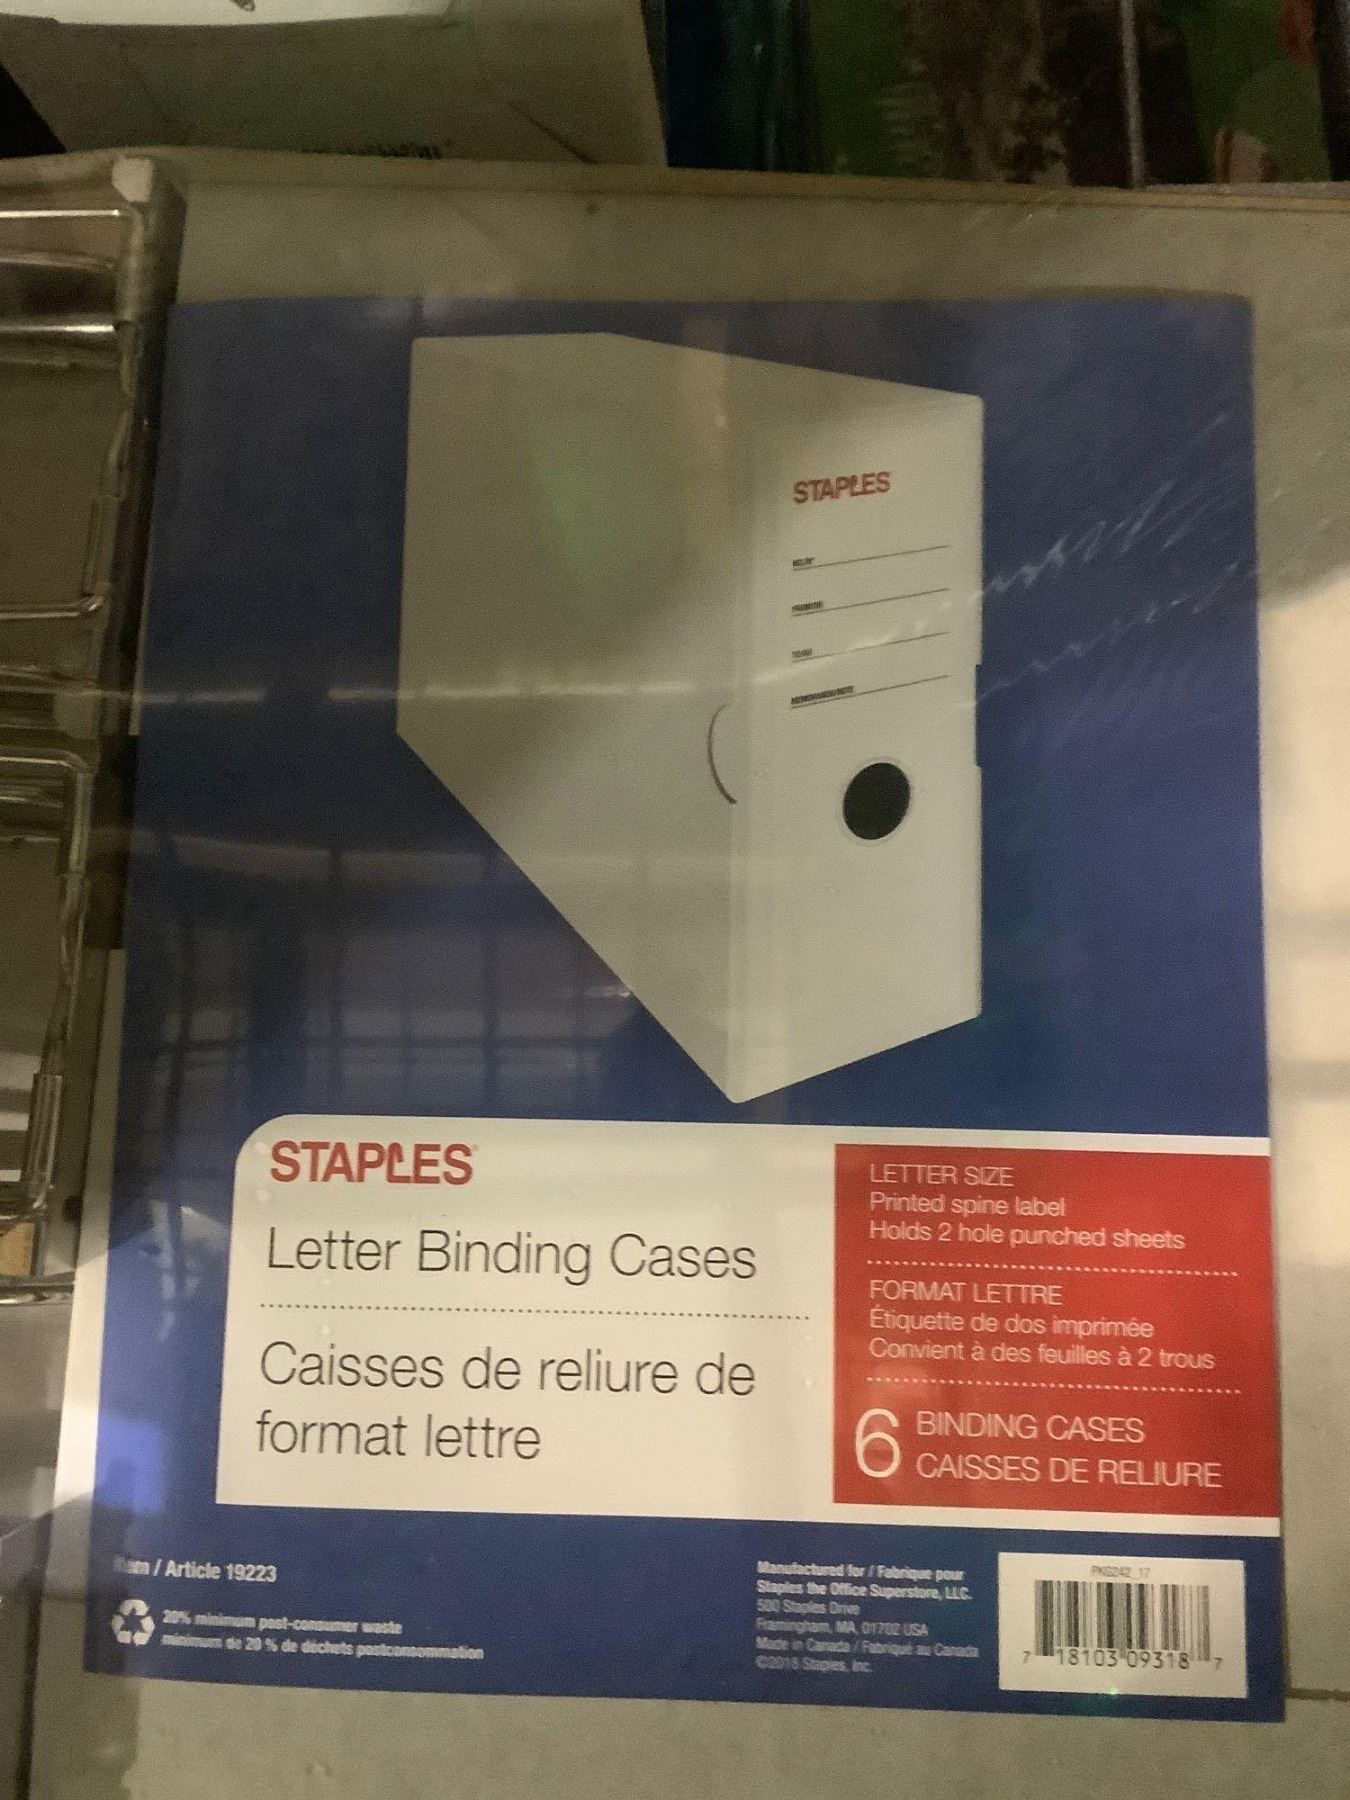 STAPLES
STAPLES
Letter Binding Cases
Caisses de reliure de
format lettre
LETTER SIZE
Printed spine label
Holds 2 hole punched sheets
FORMAT LETTRE
Étiquette de dos imprimée
Convient à des feuilles à 2 trous
6 BINDING CASES
CAISSES DE RELIURE
/ Article 19223
20% minimum post-consumer waste
minimum de 20 % de déchets postconsommation
Manufactured for / Fabrique pour
Staples the Office Superstore, LLC.
500 Staples Drive
Framingham, MA, 01702 USA
Made in Canada / Fabriqué au Canada
©2018 Staples, Inc.
PKG242_17
7 18103 09318 7